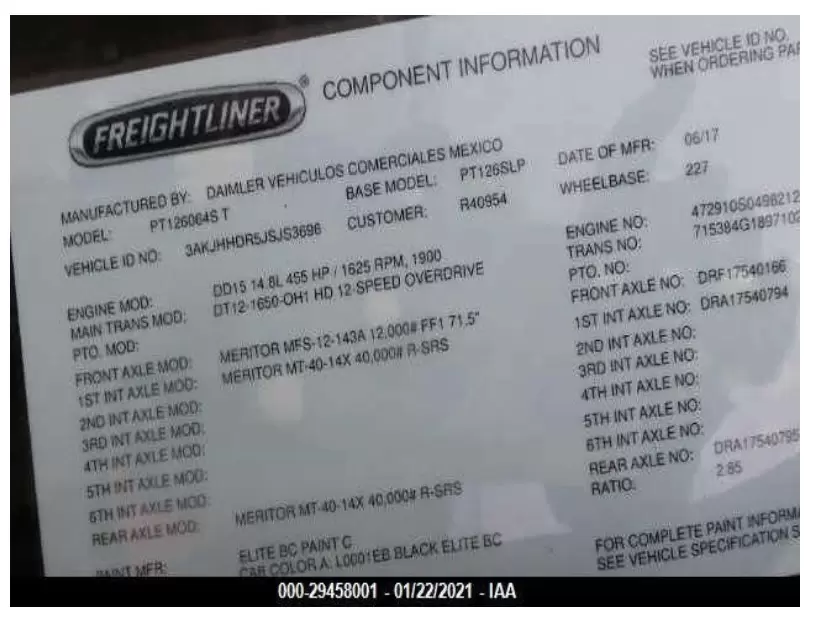 FREIGHTLINER ®
COMPONENT INFORMATION
SEE VEHICLE ID NO.
WHEN ORDERING PAR
MANUFACTURED BY: DAIMLER VEHICULOS COMERCIALES MEXICO
DATE OF MFR: 06/17
MODEL: PT126064S T BASE MODEL: PT126SLP
WHEELBASE: 227
VEHICLE ID NO: 3AKJHHDR5JSJS3696 CUSTOMER: R40954
ENGINE NO: 472910S0498212
TRANS NO: 715384G1897102
ENGINE MOD: DD15 14.8L 455 HP / 1625 RPM, 1900
PTO. NO:
MAIN TRANS MOD: DT12-1650-OH1 HD 12-SPEED OVERDRIVE
FRONT AXLE NO: DRF17540166
PTO. MOD:
1ST INT AXLE NO: DRA17540794
FRONT AXLE MOD: MERITOR MFS-12-143A 12,000# FF1 71.5"
2ND INT AXLE NO:
1ST INT AXLE MOD: MERITOR MT-40-14X 40,000# R-SRS
3RD INT AXLE NO:
2ND INT AXLE MOD:
4TH INT AXLE NO:
3RD INT AXLE MOD:
5TH INT AXLE NO:
4TH INT AXLE MOD:
6TH INT AXLE NO:
5TH INT AXLE MOD:
REAR AXLE NO: DRA17540795
6TH INT AXLE MOD:
RATIO: 2.85
REAR AXLE MOD: MERITOR MT-40-14X 40,000# R-SRS
FOR COMPLETE PAINT INFORMA
PAINT MFR: ELITE BC PAINT C
SEE VEHICLE SPECIFICATION S
CAB COLOR A: L0001EB BLACK ELITE BC
000-29458001 - 01/22/2021 - IAA